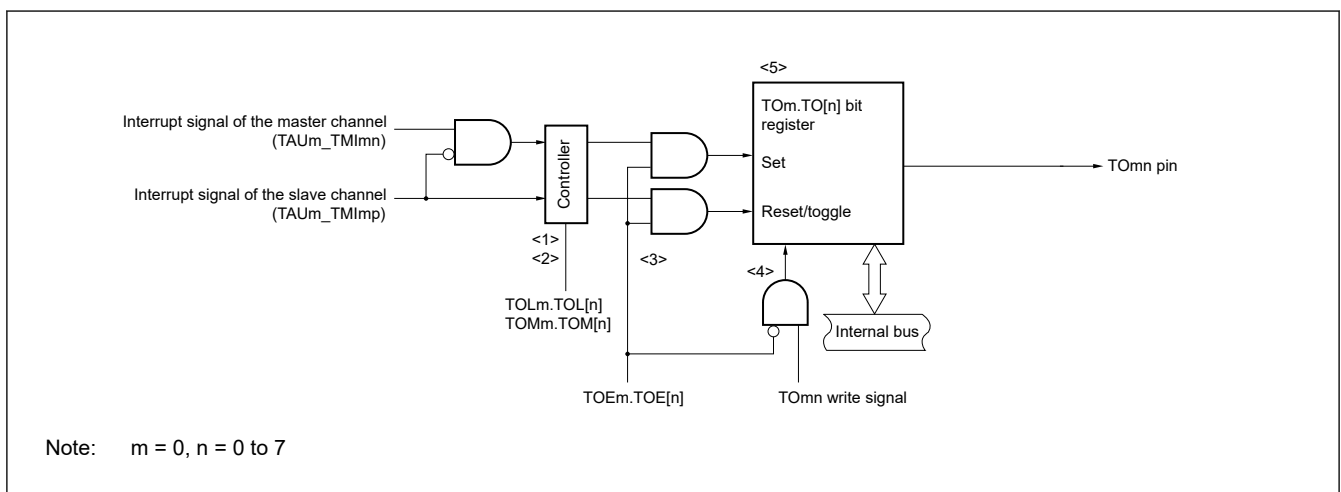 <5>
TOm.TO[n] bit
register
Interrupt signal of the master channel
(TAUm_TMImn)
Controller
Set
TOmn pin
Interrupt signal of the slave channel
(TAUm_TMImp)
Reset/toggle
<1>
<2>
<3>
<4>
TOLm.TOL[n]
TOMm.TOM[n]
Internal bus
TOEm.TOE[n]
TOmn write signal
Note: m = 0, n = 0 to 7